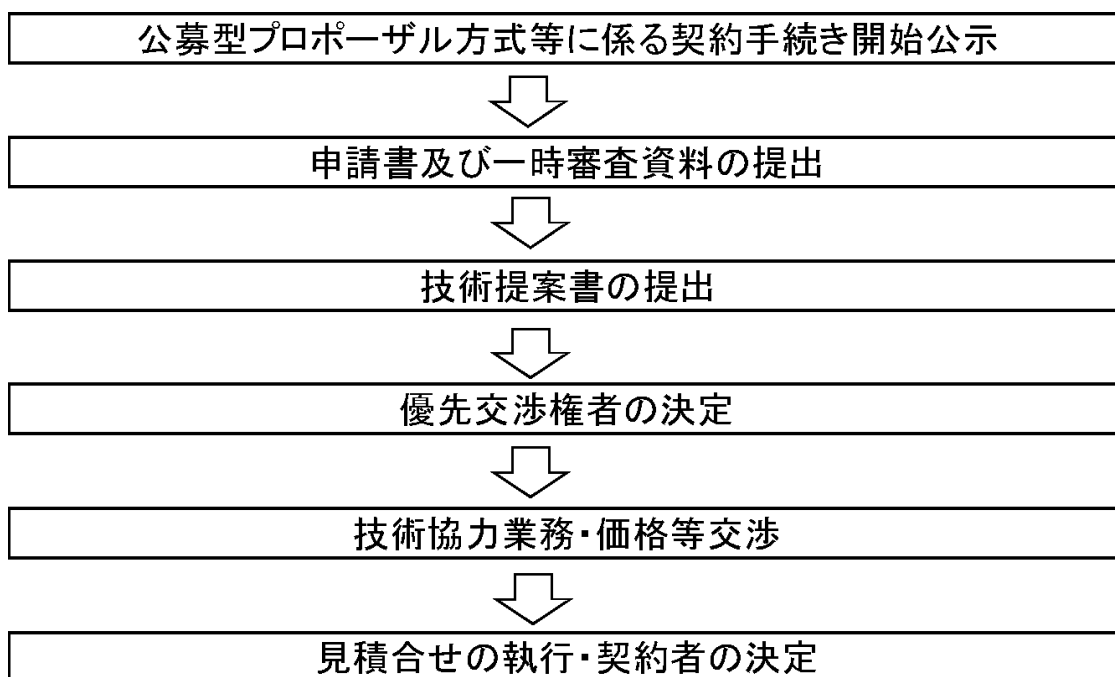 公募型プロポーザル方式等に係る契約手続き開始公示
申請書及び一時審査資料の提出
技術提案書の提出
優先交渉権者の決定
技術協力業務・価格等交渉
見積合せの執行・契約者の決定